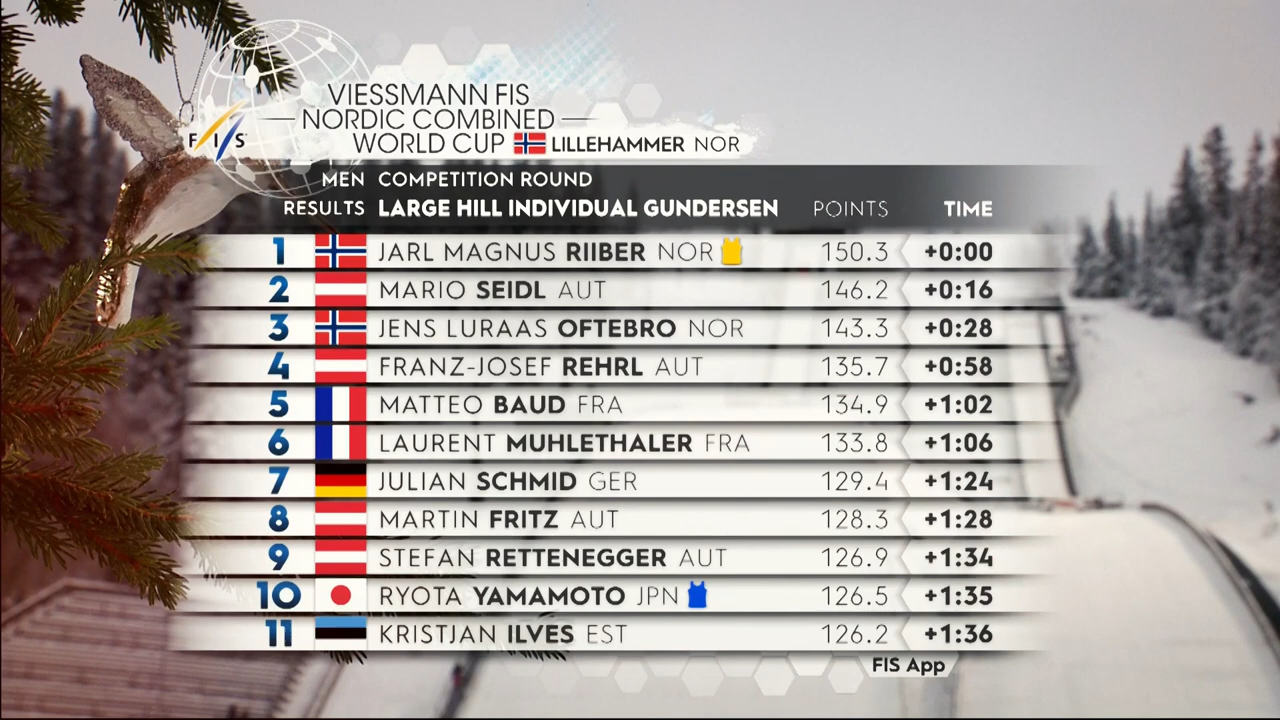 FIS
VIESSMANN FIS
NORDIC COMBINED
WORLD CUP LILLEHAMMER NOR
MEN COMPETITION ROUND
RESULTS LARGE HILL INDIVIDUAL GUNDERSEN POINTS TIME
1 JARL MAGNUS RIIBER NOR 150.3 +0:00
2 MARIO SEIDL AUT 146.2 +0:16
3 JENS LURAAS OFTEBRO NOR 143.3 +0:28
4 FRANZ-JOSEF REHRL AUT 135.7 +0:58
5 MATTEO BAUD FRA 134.9 +1:02
6 LAURENT MUHLETHALER FRA 133.8 +1:06
7 JULIAN SCHMID GER 129.4 +1:24
8 MARTIN FRITZ AUT 128.3 +1:28
9 STEFAN RETTENEGGER AUT 126.9 +1:34
10 RYOTA YAMAMOTO JPN 126.5 +1:35
11 KRISTJAN ILVES EST 126.2 +1:36
FIS App